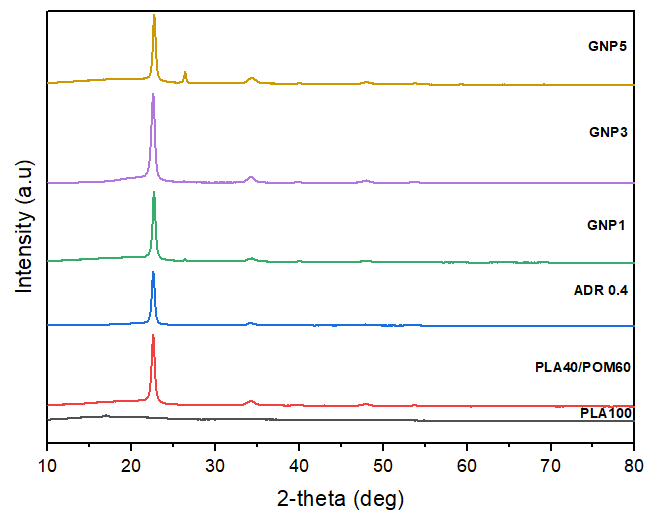 GNP5
GNP3
GNP1
ADR 0.4
PLA40/POM60
PLA100
Intensity (a.u)
10 20 30 40 50 60 70 80
2-theta (deg)